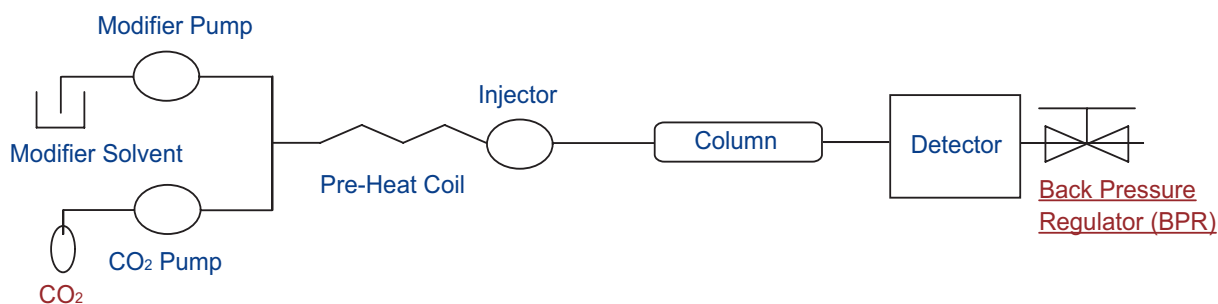 Modifier Pump
Modifier Solvent
CO₂ Pump
CO₂
Pre-Heat Coil
Injector
Column
Detector
Back Pressure
Regulator (BPR)